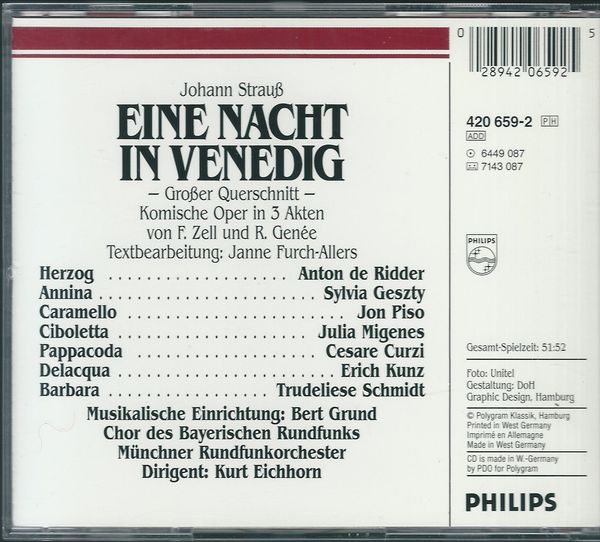 Johann Strauß
EINE NACHT
IN VENEDIG
– Großer Querschnitt –
Komische Oper in 3 Akten
von F. Zell und R. Genée
Textbearbeitung: Janne Furch-Allers
Herzog . . . . . . . . . . . . . . . . . . Anton de Ridder
Annina . . . . . . . . . . . . . . . . . . . . Sylvia Geszty
Caramello . . . . . . . . . . . . . . . . . . . . Jon Piso
Ciboletta . . . . . . . . . . . . . . . . . . Julia Migenes
Pappacoda . . . . . . . . . . . . . . . . Cesare Curzi
Delacqua . . . . . . . . . . . . . . . . . . . Erich Kunz
Barbara . . . . . . . . . . . . . . Trudeliese Schmidt
Musikalische Einrichtung: Bert Grund
Chor des Bayerischen Rundfunks
Münchner Rundfunkorchester
Dirigent: Kurt Eichhorn
0 28942 06592 5
420 659-2 PH
ADD
6449 087
7143 087
PHILIPS
Gesamt-Spielzeit: 51:52
Foto: Unitel
Gestaltung: DoH
Graphic Design, Hamburg
© Polygram Klassik, Hamburg
Printed in West Germany
Imprimé en Allemagne
Made in West Germany
CD is made in W.-Germany
by PDO for Polygram
PHILIPS